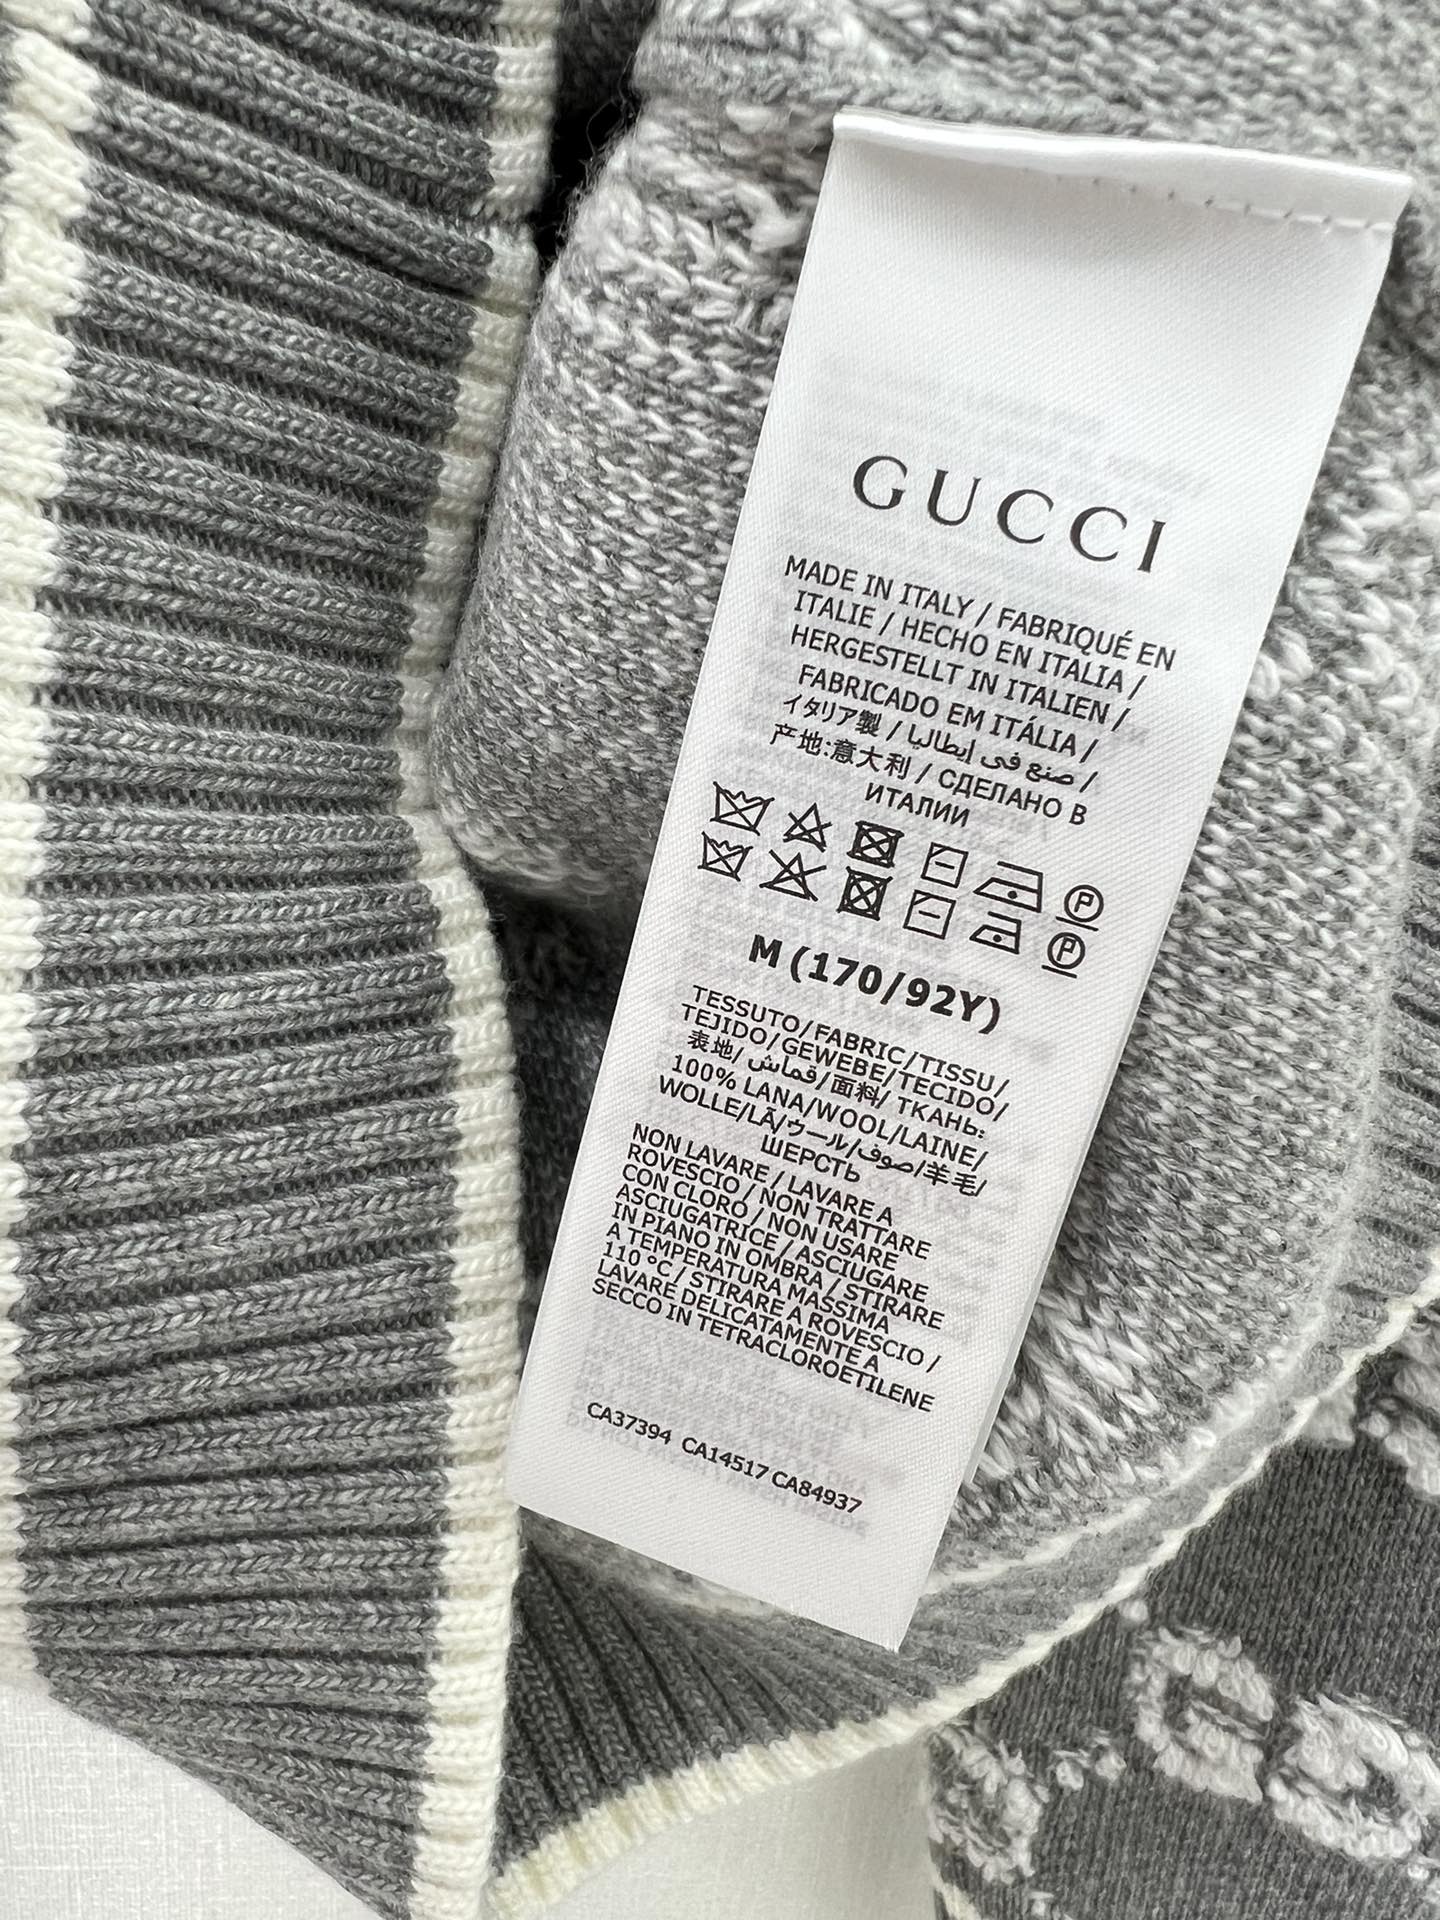 GUCCI
MADE IN ITALY / FABRIQUÉ EN
ITALIE / HECHO EN ITALIA /
HERGESTELLT IN ITALIEN /
FABRICADO EM ITÁLIA /
イタリア製 / صنع في إيطاليا /
产地:意大利 / СДЕЛАНО В
ИТАЛИИ
P
P
M (170/92Y)
TESSUTO/FABRIC/TISSU/
TEJIDO/GEWEBE/TECIDO/
表地/قماش/面料/ ТКАНЬ:
100% LANA/WOOL/LAINE/
WOLLE/LÃ/ウール/صوف/羊毛/
ШЕРСТЬ
NON LAVARE / LAVARE A
ROVESCIO / NON TRATTARE
CON CLORO / NON USARE
ASCIUGATRICE / ASCIUGARE
IN PIANO IN OMBRA / STIRARE
A TEMPERATURA MASSIMA
110 °C / STIRARE A ROVESCIO /
LAVARE DELICATAMENTE A
SECCO IN TETRACLOROETILENE
CA37394 CA14517 CA84937